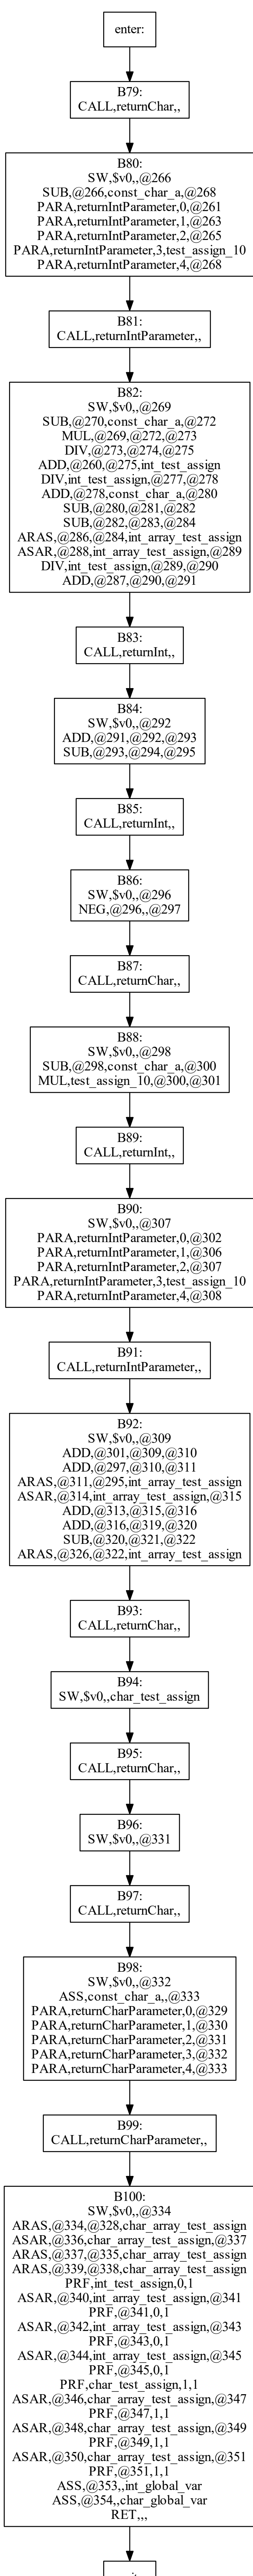 enter:
B79:
CALL,returnChar,,
B80:
SW,$v0,,@266
SUB,@266,const_char_a,@268
PARA,returnIntParameter,0,@261
PARA,returnIntParameter,1,@263
PARA,returnIntParameter,2,@265
PARA,returnIntParameter,3,test_assign_10
PARA,returnIntParameter,4,@268
B81:
CALL,returnIntParameter,,
B82:
SW,$v0,,@269
SUB,@270,const_char_a,@272
MUL,@269,@272,@273
DIV,@273,@274,@275
ADD,@260,@275,int_test_assign
DIV,int_test_assign,@277,@278
ADD,@278,const_char_a,@280
SUB,@280,@281,@282
SUB,@282,@283,@284
ARAS,@286,@284,int_array_test_assign
ASAR,@288,int_array_test_assign,@289
DIV,int_test_assign,@289,@290
ADD,@287,@290,@291
B83:
CALL,returnInt,,
B84:
SW,$v0,,@292
ADD,@291,@292,@293
SUB,@293,@294,@295
B85:
CALL,returnInt,,
B86:
SW,$v0,,@296
NEG,@296,,@297
B87:
CALL,returnChar,,
B88:
SW,$v0,,@298
SUB,@298,const_char_a,@300
MUL,test_assign_10,@300,@301
B89:
CALL,returnInt,,
B90:
SW,$v0,,@307
PARA,returnIntParameter,0,@302
PARA,returnIntParameter,1,@306
PARA,returnIntParameter,2,@307
PARA,returnIntParameter,3,test_assign_10
PARA,returnIntParameter,4,@308
B91:
CALL,returnIntParameter,,
B92:
SW,$v0,,@309
ADD,@301,@309,@310
ADD,@297,@310,@311
ARAS,@311,@295,int_array_test_assign
ASAR,@314,int_array_test_assign,@315
ADD,@313,@315,@316
ADD,@316,@319,@320
SUB,@320,@321,@322
ARAS,@326,@322,int_array_test_assign
B93:
CALL,returnChar,,
B94:
SW,$v0,,char_test_assign
B95:
CALL,returnChar,,
B96:
SW,$v0,,@331
B97:
CALL,returnChar,,
B98:
SW,$v0,,@332
ASS,const_char_a,,@333
PARA,returnCharParameter,0,@329
PARA,returnCharParameter,1,@330
PARA,returnCharParameter,2,@331
PARA,returnCharParameter,3,@332
PARA,returnCharParameter,4,@333
B99:
CALL,returnCharParameter,,
B100:
SW,$v0,,@334
ARAS,@334,@328,char_array_test_assign
ASAR,@336,char_array_test_assign,@337
ARAS,@337,@335,char_array_test_assign
ARAS,@339,@338,char_array_test_assign
PRF,int_test_assign,0,1
ASAR,@340,int_array_test_assign,@341
PRF,@341,0,1
ASAR,@342,int_array_test_assign,@343
PRF,@343,0,1
ASAR,@344,int_array_test_assign,@345
PRF,@345,0,1
PRF,char_test_assign,1,1
ASAR,@346,char_array_test_assign,@347
PRF,@347,1,1
ASAR,@348,char_array_test_assign,@349
PRF,@349,1,1
ASAR,@350,char_array_test_assign,@351
PRF,@351,1,1
ASS,@353,,int_global_var
ASS,@354,,char_global_var
RET,,,